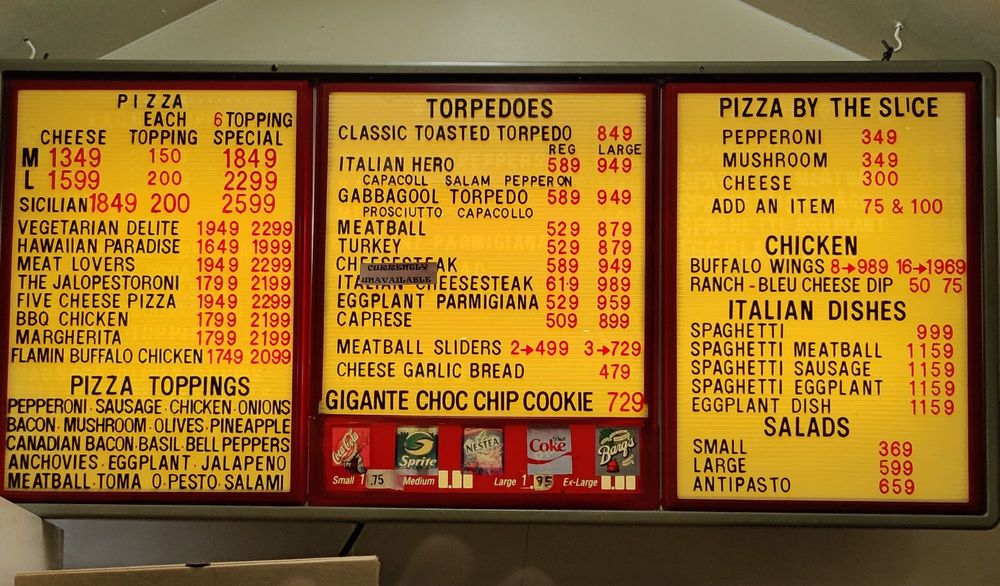 PIZZA
EACH 6 TOPPING
CHEESE TOPPING SPECIAL
M 1349 150 1849
L 1599 200 2299
SICILIAN 1849 200 2599
VEGETARIAN DELITE 1949 2299
HAWAIIAN PARADISE 1649 1999
MEAT LOVERS 1949 2299
THE JALOPESTORONI 1799 2199
FIVE CHEESE PIZZA 1949 2299
BBQ CHICKEN 1799 2199
MARGHERITA 1799 2199
FLAMIN BUFFALO CHICKEN 1749 2099
PIZZA TOPPINGS
PEPPERONI · SAUSAGE · CHICKEN · ONIONS
BACON · MUSHROOM · OLIVES · PINEAPPLE
CANADIAN BACON · BASIL · BELL PEPPERS
ANCHOVIES · EGGPLANT · JALAPENO
MEATBALL · TOMA O · PESTO · SALAMI
TORPEDOES
CLASSIC TOASTED TORPEDO 849
REG LARGE
ITALIAN HERO 589 949
CAPACOLL SALAM PEPPERON
GABBAGOOL TORPEDO 589 949
PROSCIUTTO CAPACOLLO
MEATBALL 529 879
TURKEY 529 879
CHEESESTEAK 589 949
CURRENTLY
UNAVAILABLE
ITALIAN CHEESESTEAK 619 989
EGGPLANT PARMIGIANA 529 959
CAPRESE 509 899
MEATBALL SLIDERS 2→499 3→729
CHEESE GARLIC BREAD 479
GIGANTE CHOC CHIP COOKIE 729
Coca-Cola Sprite NESTEA Diet Coke Barq's
Small 1.75 Medium Large 1.95 Ex-Large
PIZZA BY THE SLICE
PEPPERONI 349
MUSHROOM 349
CHEESE 300
ADD AN ITEM 75 & 100
CHICKEN
BUFFALO WINGS 8→989 16→1969
RANCH - BLEU CHEESE DIP 50 75
ITALIAN DISHES
SPAGHETTI 999
SPAGHETTI MEATBALL 1159
SPAGHETTI SAUSAGE 1159
SPAGHETTI EGGPLANT 1159
EGGPLANT DISH 1159
SALADS
SMALL 369
LARGE 599
ANTIPASTO 659